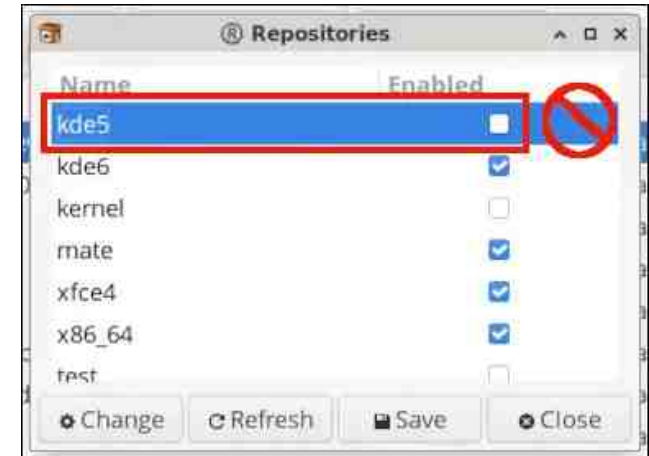 ® Repositories
Name Enabled
kde5
kde6
kernel
mate
xfce4
x86_64
test
Change Refresh Save Close